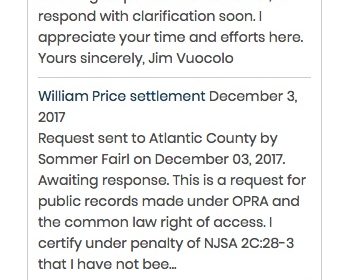 respond with clarification soon. I
appreciate your time and efforts here.
Yours sincerely, Jim Vuocolo
William Price settlement December 3,
2017
Request sent to Atlantic County by
Sommer Fairl on December 03, 2017.
Awaiting response. This is a request for
public records made under OPRA and
the common law right of access. I
certify under penalty of NJSA 2C:28-3
that I have not bee...